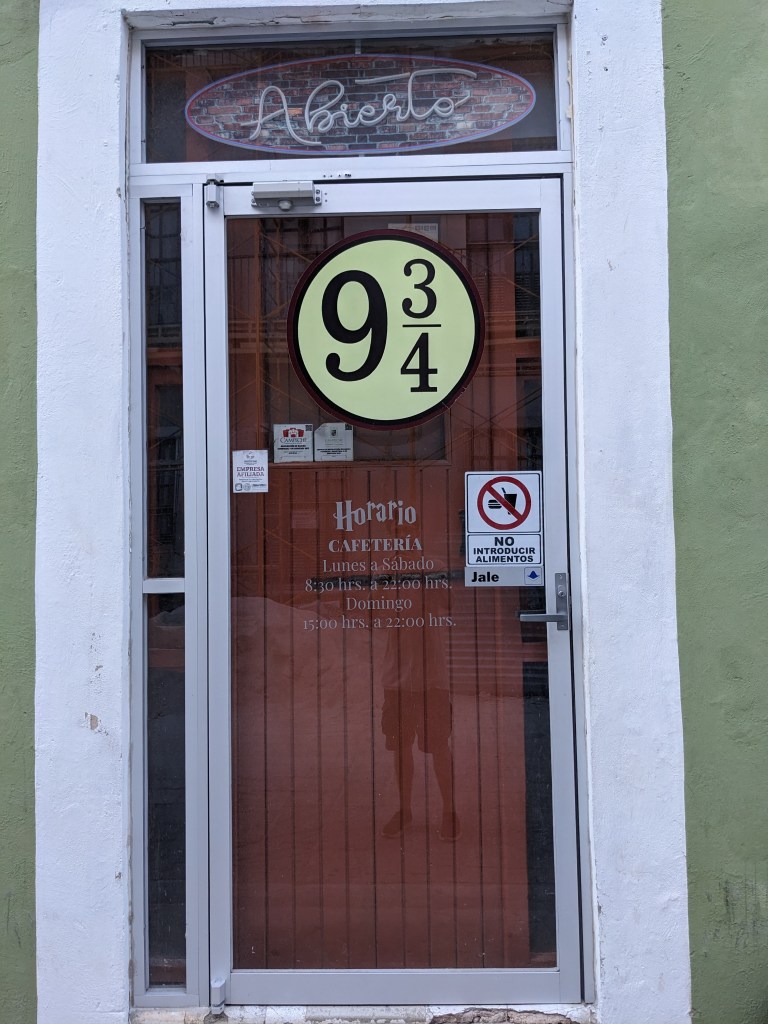 Abierto
9 3/4
CAMPECHE
EMPRESA
AFILIADA
NO
INTRODUCIR
ALIMENTOS
Jale
Horario
CAFETERÍA
Lunes a Sábado
8:30 hrs. a 22:00 hrs.
Domingo
15:00 hrs. a 22:00 hrs.